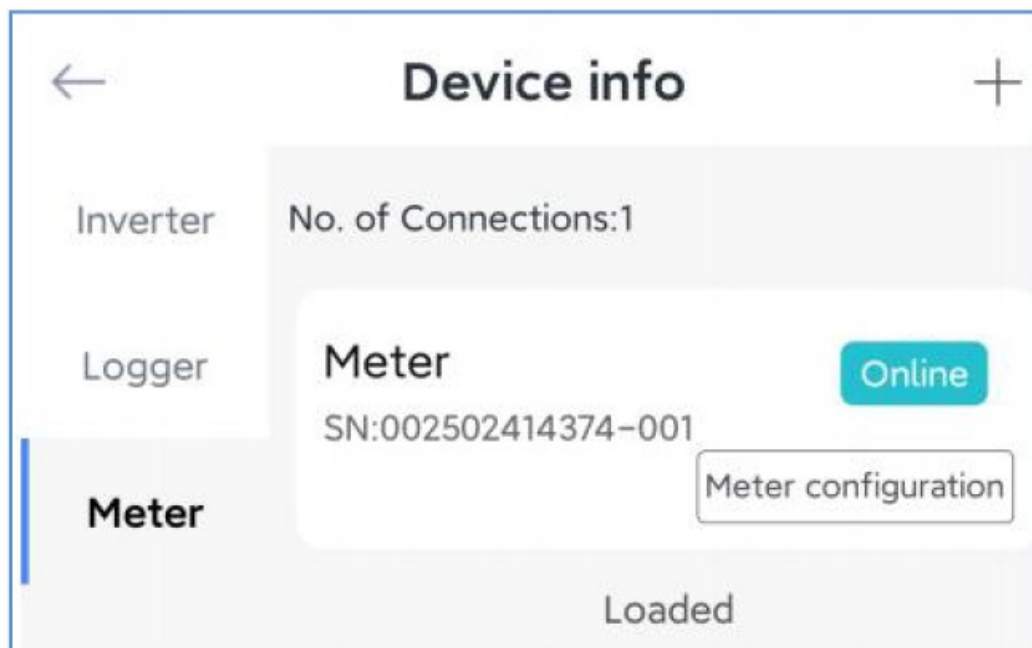 Device info
Inverter
No. of Connections:1
Logger
Meter
Online
SN:002502414374-001
Meter configuration
Meter
Loaded